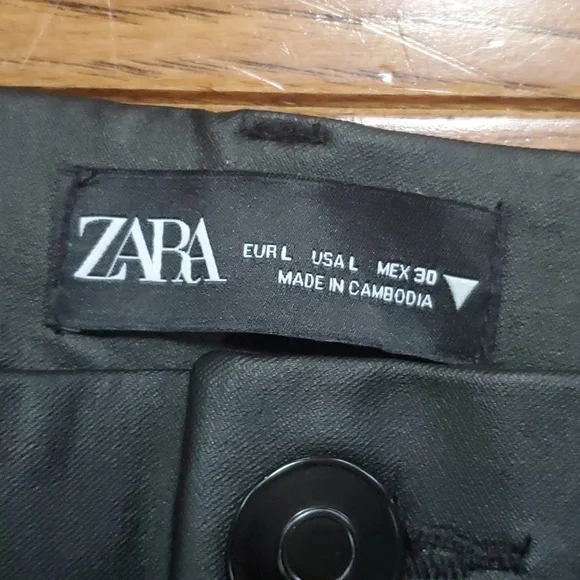 ZARA
EUR L USA L MEX 30
MADE IN CAMBODIA